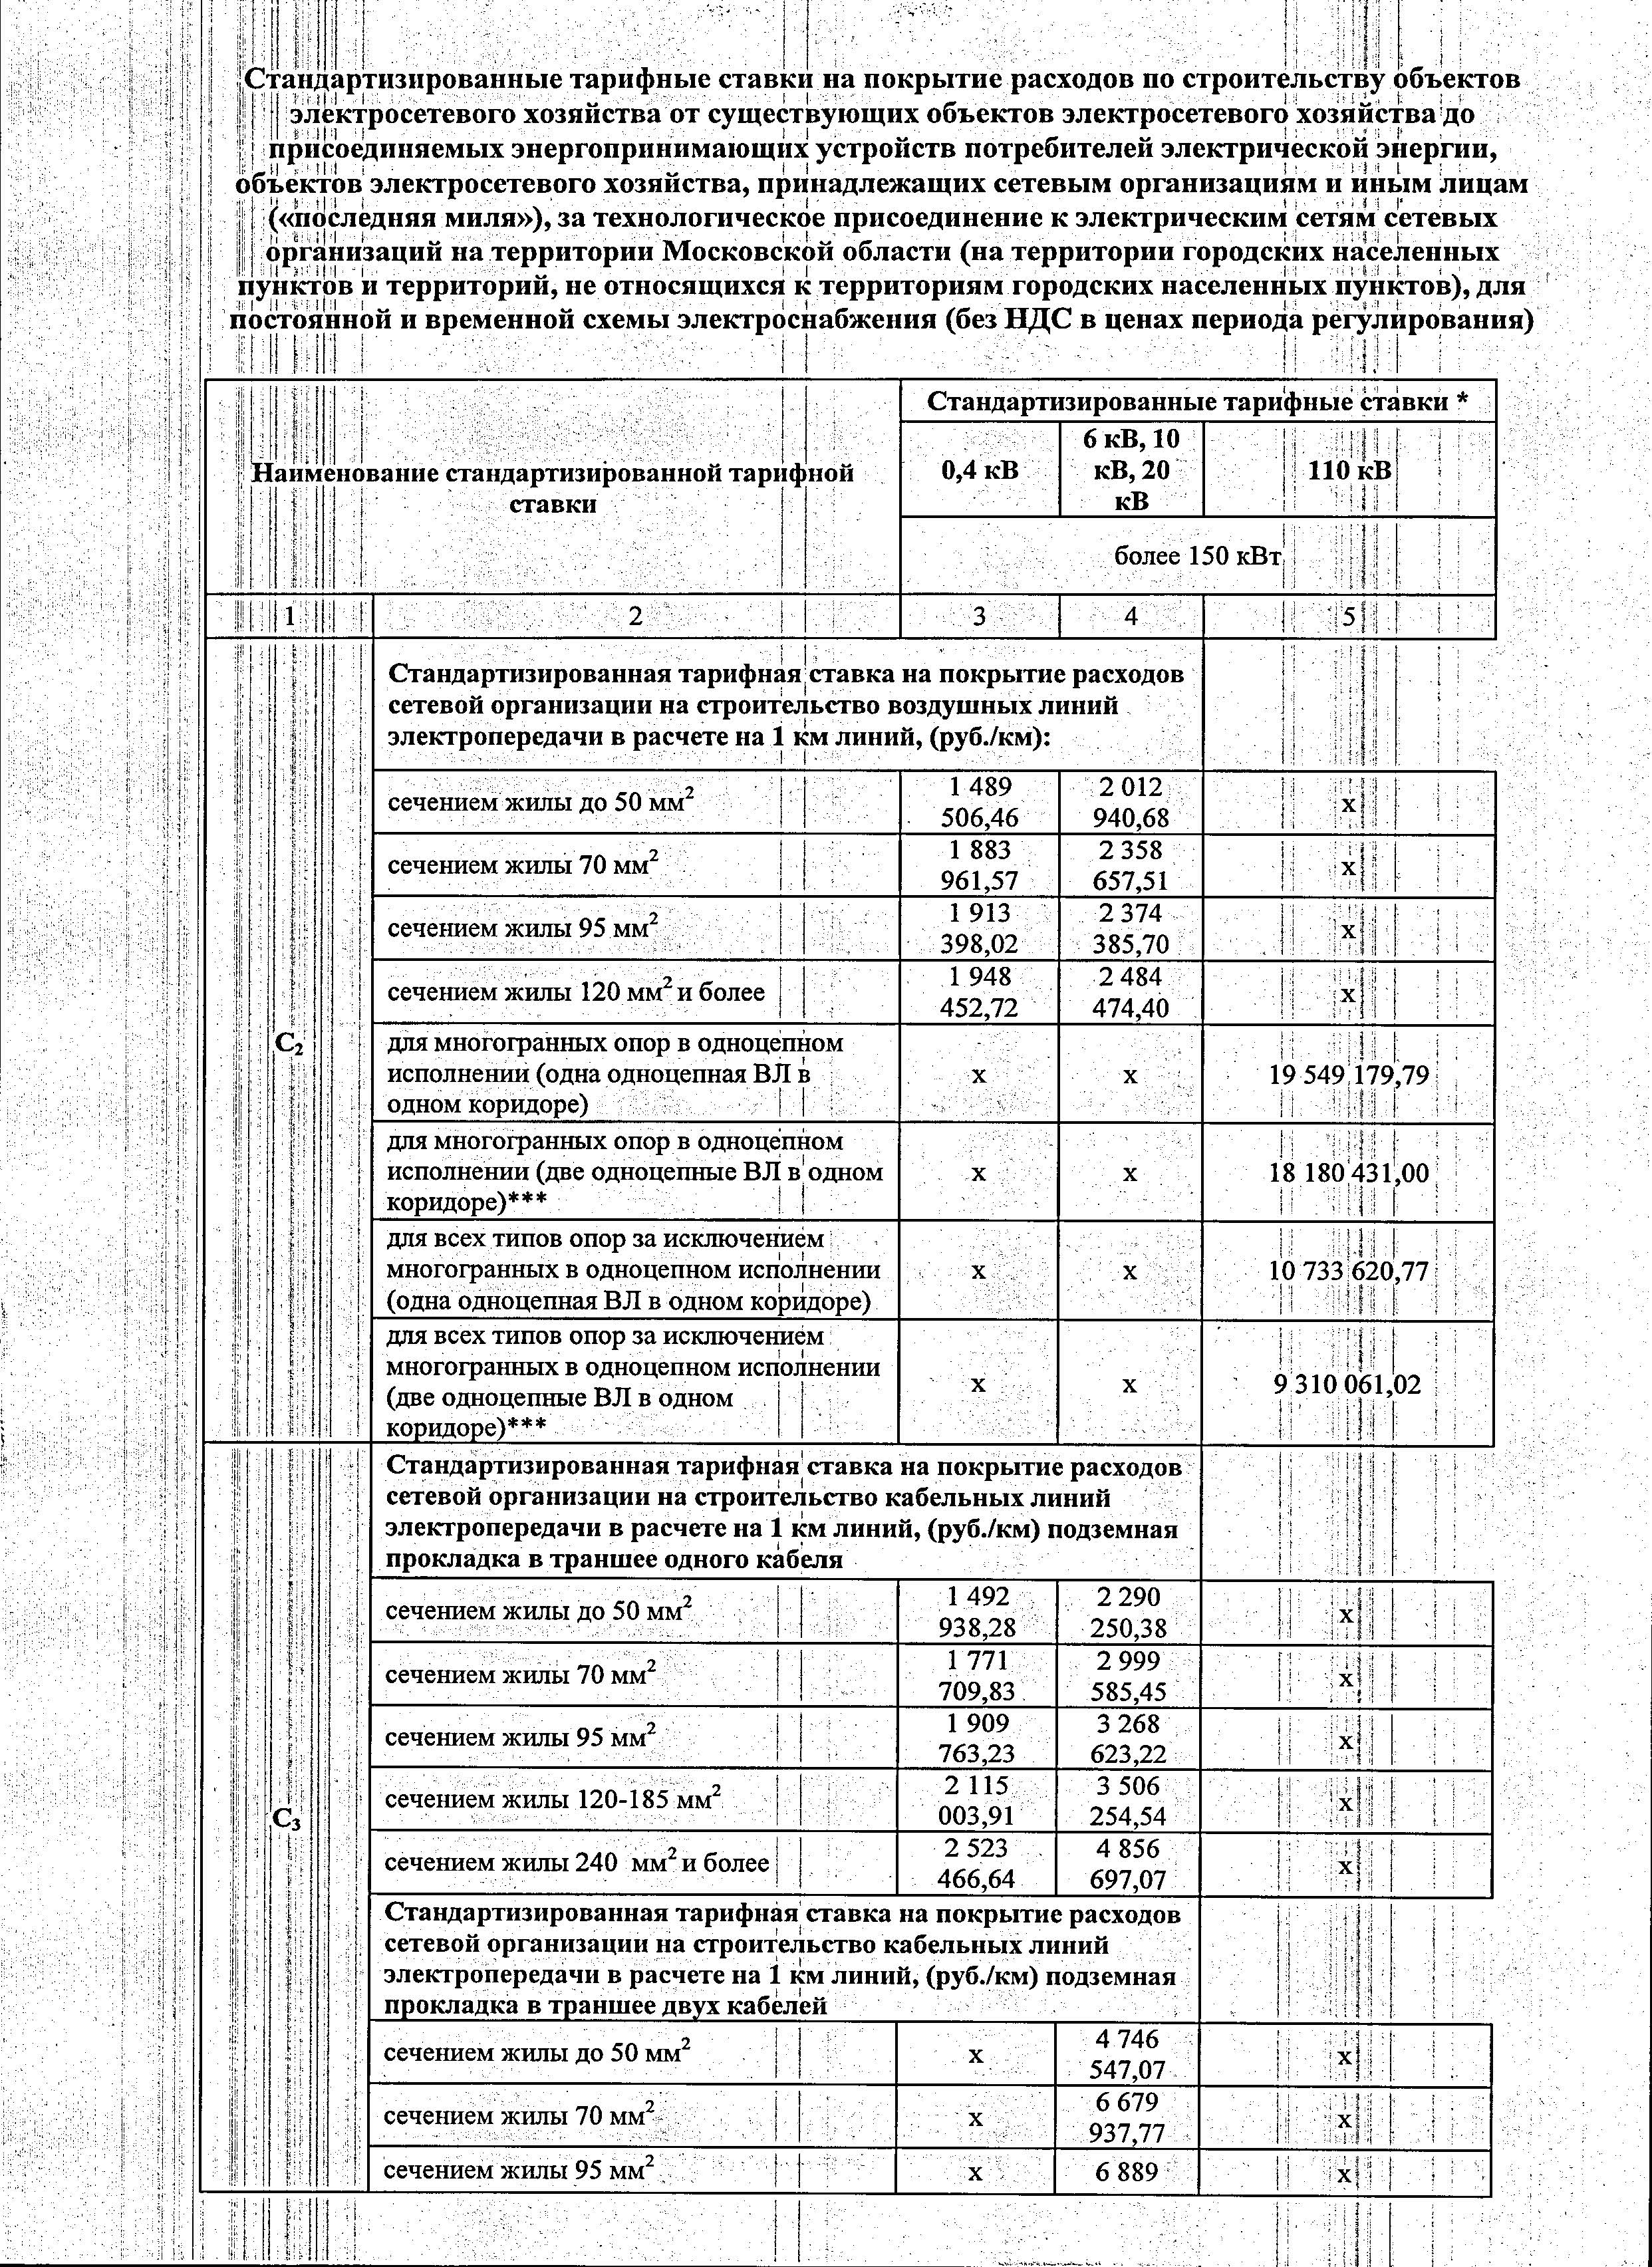 Стандартизированные тарифные ставки на покрытие расходов по строительству объектов
электросетевого хозяйства от существующих объектов электросетевого хозяйства до
присоединяемых энергопринимающих устройств потребителей электрической энергии,
объектов электросетевого хозяйства, принадлежащих сетевым организациям и иным лицам
(«последняя миля»), за технологическое присоединение к электрическим сетям сетевых
организаций на территории Московской области (на территории городских населенных
пунктов и территорий, не относящихся к территориям городских населенных пунктов), для
постоянной и временной схемы электроснабжения (без НДС в ценах периода регулирования)
Наименование стандартизированной тарифной
ставки
Стандартизированные тарифные ставки *
0,4 кВ
6 кВ, 10
кВ, 20
кВ
110 кВ
более 150 кВт
1 2 3 4 5
С₂
Стандартизированная тарифная ставка на покрытие расходов
сетевой организации на строительство воздушных линий
электропередачи в расчете на 1 км линий, (руб./км):
сечением жилы до 50 мм²
1 489
506,46
2 012
940,68
х
сечением жилы 70 мм²
1 883
961,57
2 358
657,51
х
сечением жилы 95 мм²
1 913
398,02
2 374
385,70
х
сечением жилы 120 мм² и более
1 948
452,72
2 484
474,40
х
для многогранных опор в одноцепном
исполнении (одна одноцепная ВЛ в
одном коридоре)
х х 19 549 179,79
для многогранных опор в одноцепном
исполнении (две одноцепные ВЛ в одном
коридоре)***
х х 18 180 431,00
для всех типов опор за исключением
многогранных в одноцепном исполнении
(одна одноцепная ВЛ в одном коридоре)
х х 10 733 620,77
для всех типов опор за исключением
многогранных в одноцепном исполнении
(две одноцепные ВЛ в одном
коридоре)***
х х 9 310 061,02
С₃
Стандартизированная тарифная ставка на покрытие расходов
сетевой организации на строительство кабельных линий
электропередачи в расчете на 1 км линий, (руб./км) подземная
прокладка в траншее одного кабеля
сечением жилы до 50 мм²
1 492
938,28
2 290
250,38
х
сечением жилы 70 мм²
1 771
709,83
2 999
585,45
х
сечением жилы 95 мм²
1 909
763,23
3 268
623,22
х
сечением жилы 120-185 мм²
2 115
003,91
3 506
254,54
х
сечением жилы 240 мм² и более
2 523
466,64
4 856
697,07
х
Стандартизированная тарифная ставка на покрытие расходов
сетевой организации на строительство кабельных линий
электропередачи в расчете на 1 км линий, (руб./км) подземная
прокладка в траншее двух кабелей
сечением жилы до 50 мм²
х
4 746
547,07
х
сечением жилы 70 мм²
х
6 679
937,77
х
сечением жилы 95 мм²
х
6 889
х